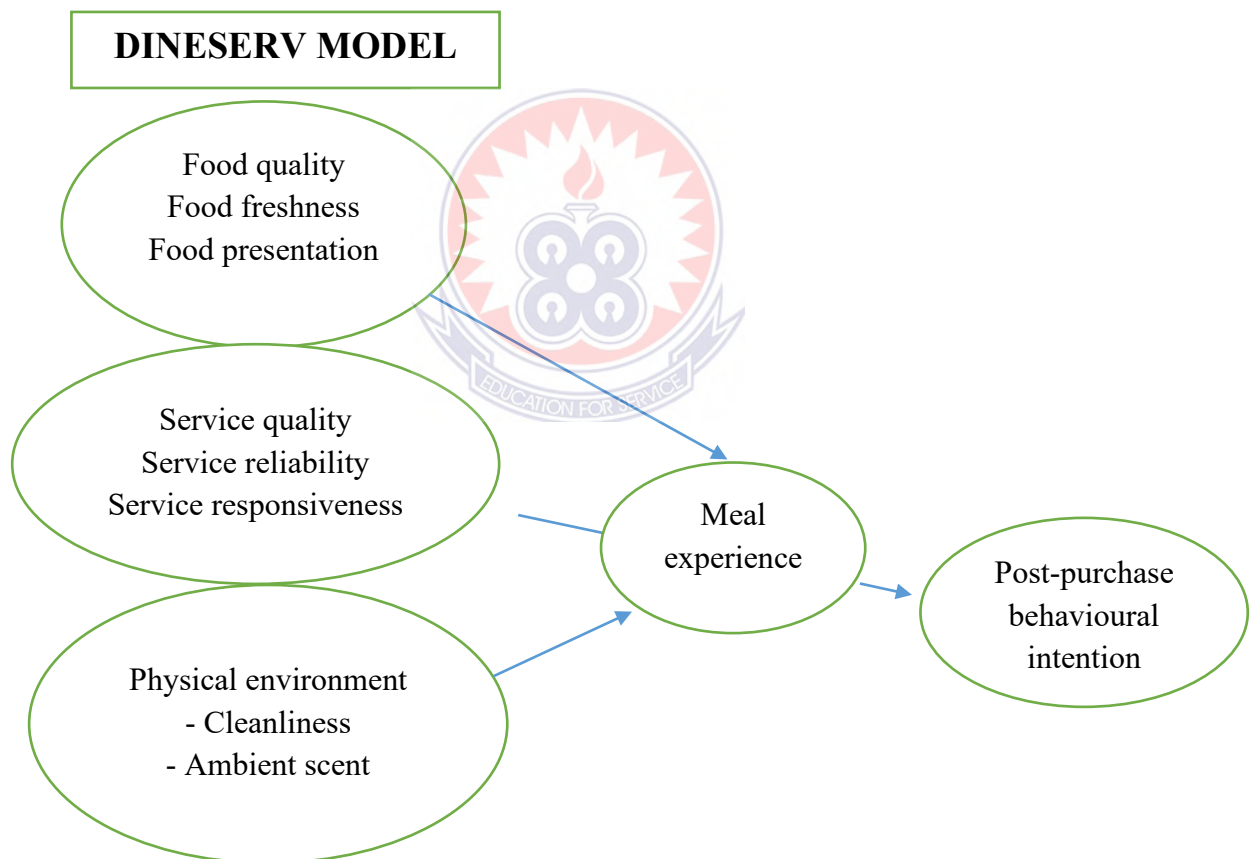 DINESERV MODEL
Food quality
Food freshness
Food presentation
EDUCATION FOR SERVICE
Service quality
Service reliability
Service responsiveness
Meal
experience
Post-purchase
behavioural
intention
Physical environment
- Cleanliness
- Ambient scent